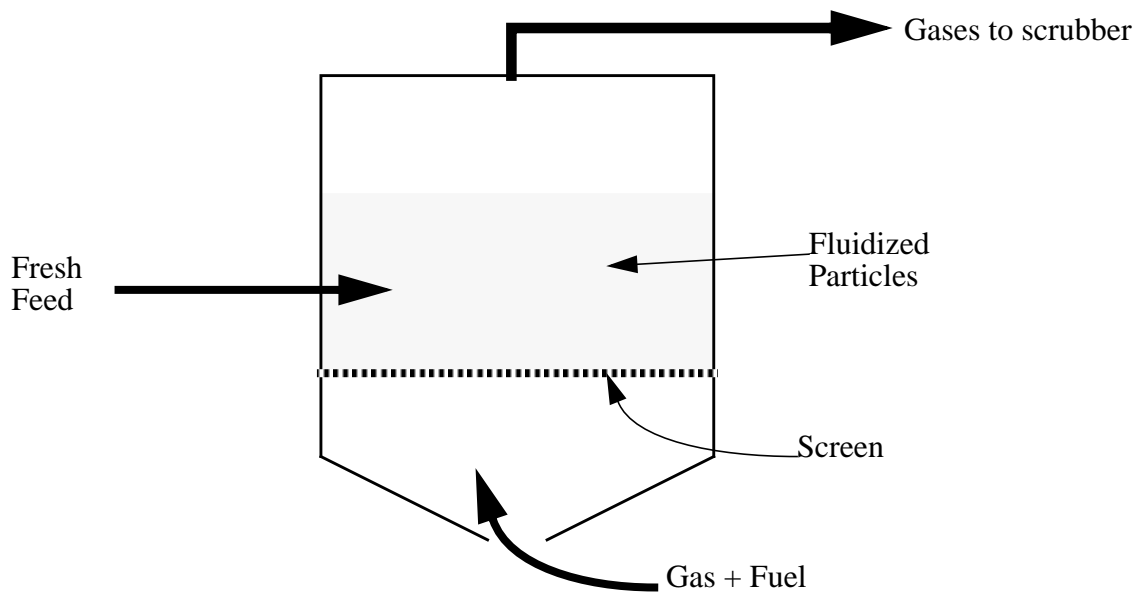 Gases to scrubber
Fluidized
Particles
Fresh
Feed
Screen
Gas + Fuel